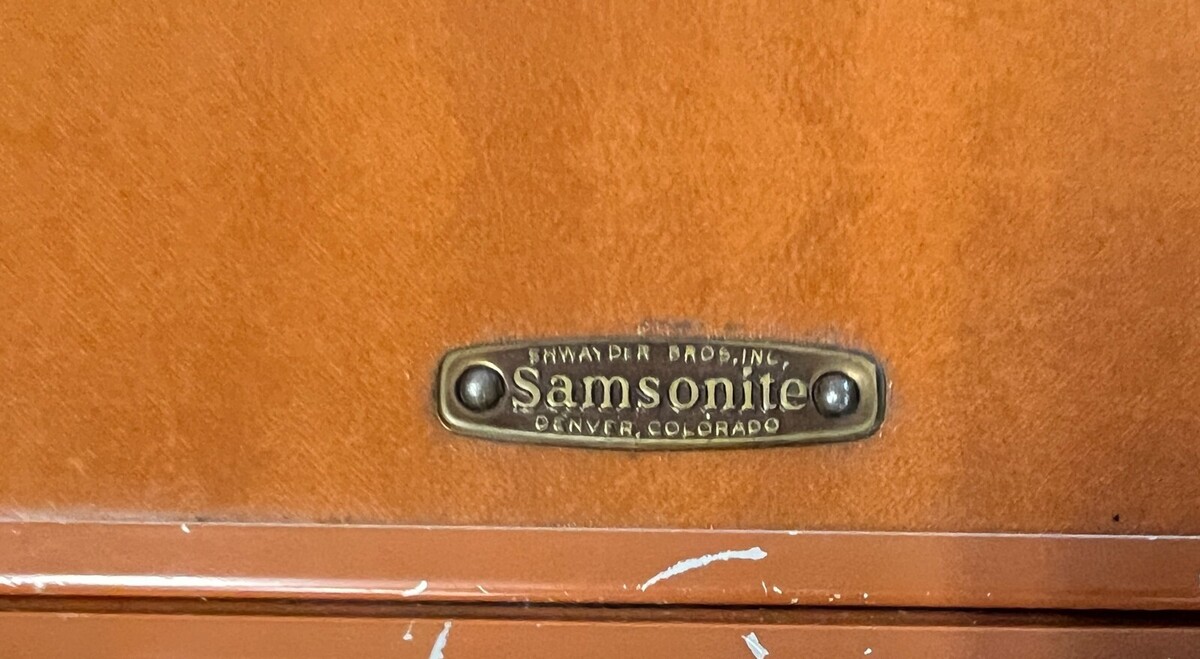 SHWAYDER BROS., INC,
Samsonite
DENVER, COLORADO